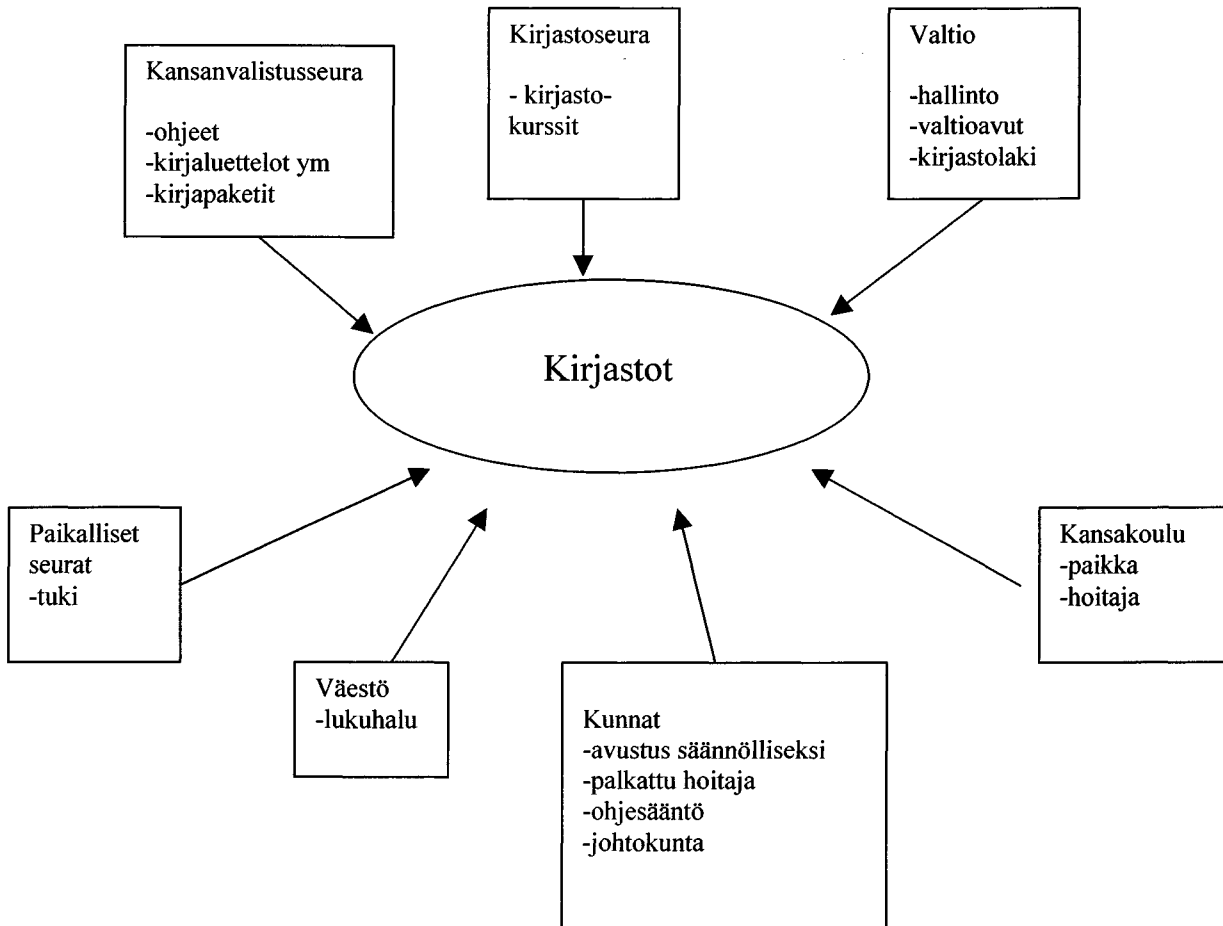 Kansanvalistusseura
-ohjeet
-kirjaluettelot ym
-kirjapaketit
Kirjastoseura
- kirjasto-
kurssit
Valtio
-hallinto
-valtioavut
-kirjastolaki
Kirjastot
Paikalliset
seurat
-tuki
Väestö
-lukuhalu
Kunnat
-avustus säännölliseksi
-palkattu hoitaja
-ohjesääntö
-johtokunta
Kansakoulu
-paikka
-hoitaja